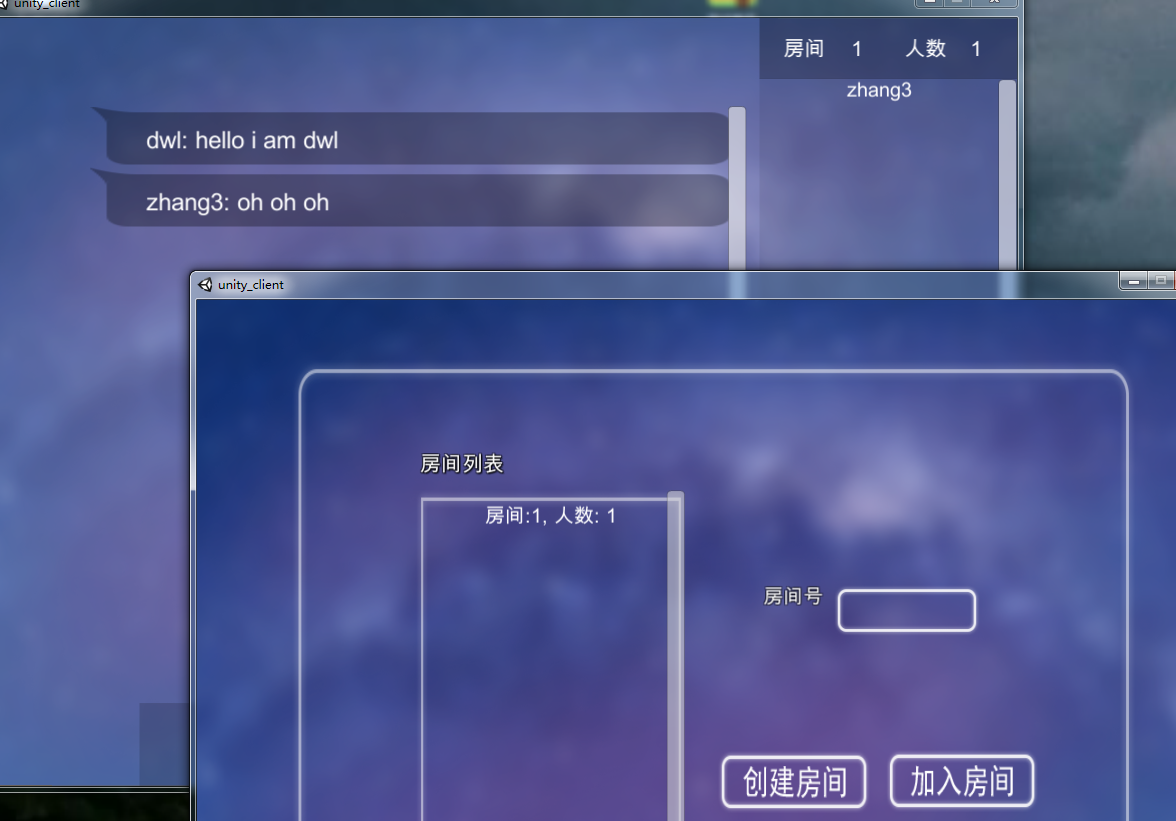 unity_client
房间 1 人数 1
zhang3
dwl: hello i am dwl
zhang3: oh oh oh
unity_client
房间列表
房间:1, 人数: 1
房间号
创建房间 加入房间